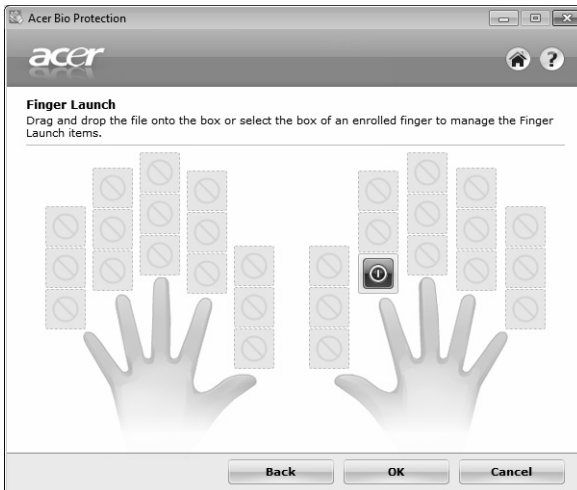 Acer Bio Protection
acer
?
Finger Launch
Drag and drop the file onto the box or select the box of an enrolled finger to manage the Finger
Launch items.
Back OK Cancel